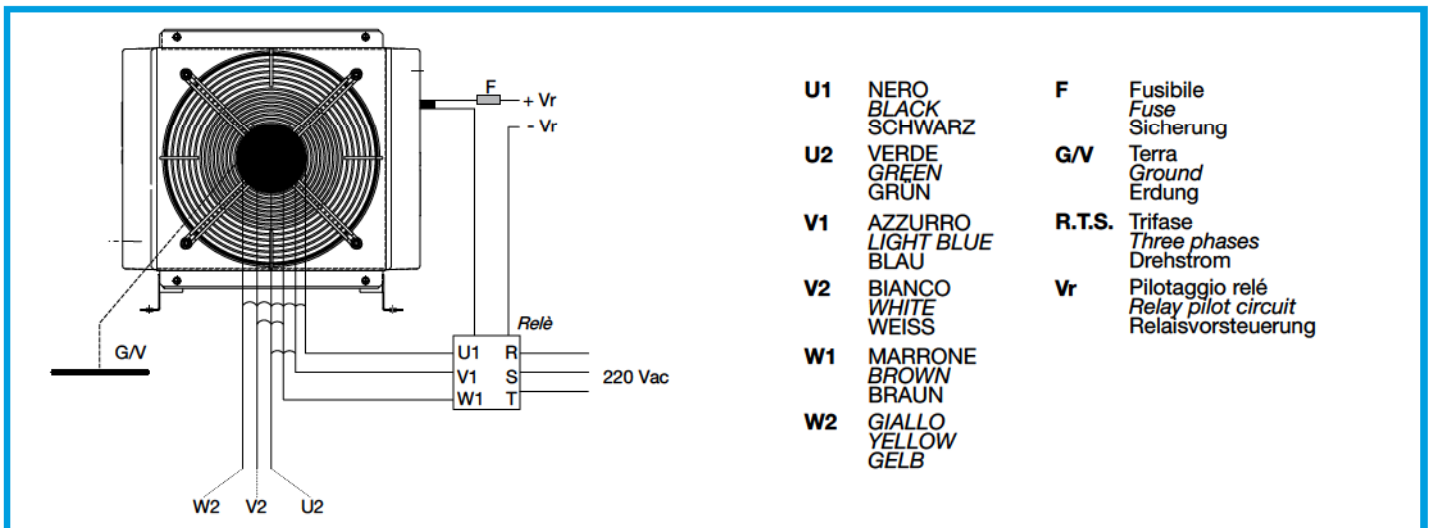 F
+ Vr
- Vr
Relè
G/V
U1 R
V1 S
W1 T
220 Vac
W2 V2 U2
U1 NERO
BLACK
SCHWARZ
U2 VERDE
GREEN
GRÜN
V1 AZZURRO
LIGHT BLUE
BLAU
V2 BIANCO
WHITE
WEISS
W1 MARRONE
BROWN
BRAUN
W2 GIALLO
YELLOW
GELB
F Fusibile
Fuse
Sicherung
G/V Terra
Ground
Erdung
R.T.S. Trifase
Three phases
Drehstrom
Vr Pilotaggio relé
Relay pilot circuit
Relaisvorsteuerung